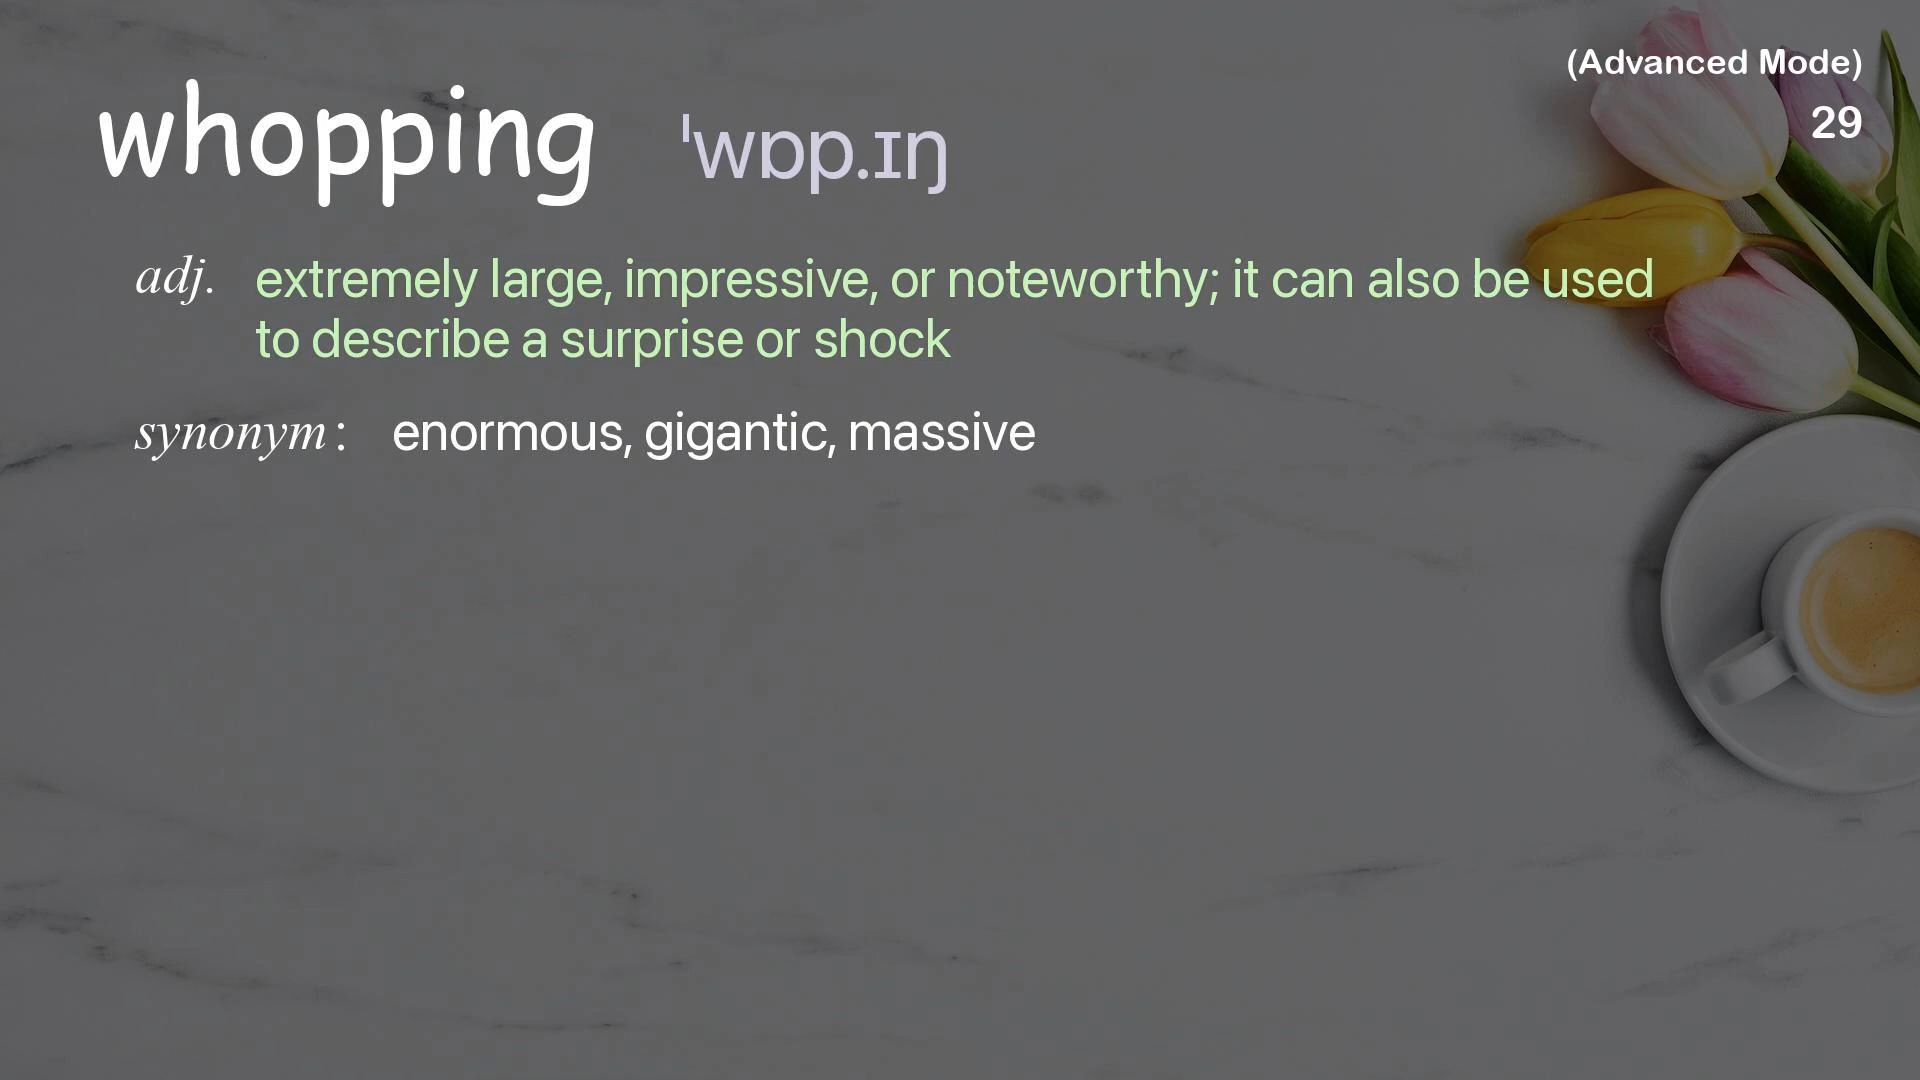 (Advanced Mode)
29
whopping ˈwɒp.ɪŋ
adj. extremely large, impressive, or noteworthy; it can also be used
to describe a surprise or shock
synonym: enormous, gigantic, massive